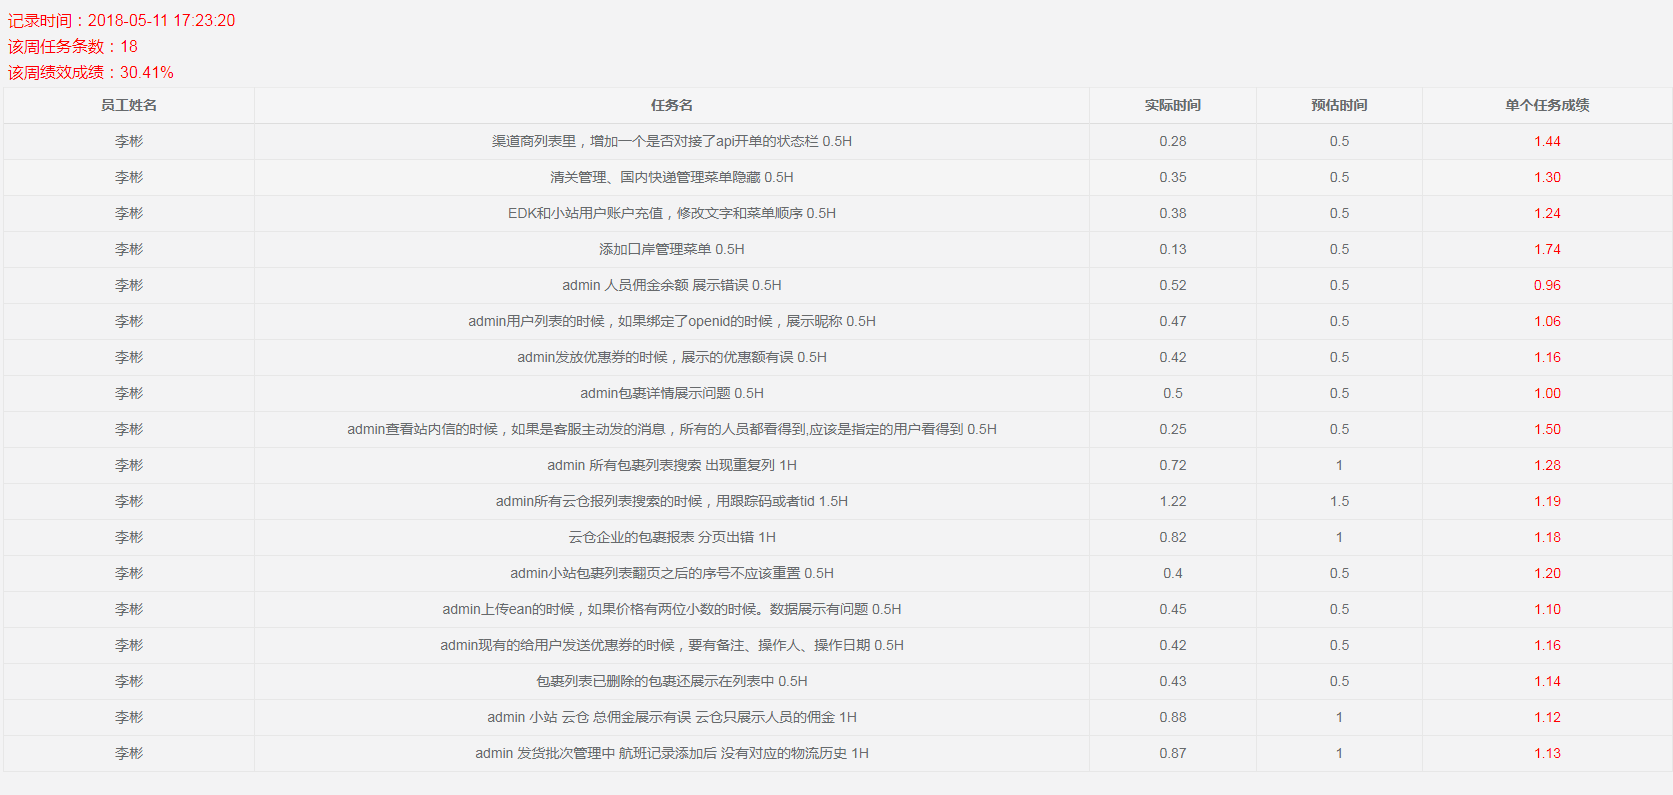 记录时间：2018-05-11 17:23:20
该周任务条数：18
该周绩效成绩：30.41%
员工姓名 任务名 实际时间 预估时间 单个任务成绩
李彬 渠道商列表里，增加一个是否对接了api开单的状态栏 0.5H 0.28 0.5 1.44
李彬 清关管理、国内快递管理菜单隐藏 0.5H 0.35 0.5 1.30
李彬 EDK和小站用户账户充值，修改文字和菜单顺序 0.5H 0.38 0.5 1.24
李彬 添加口岸管理菜单 0.5H 0.13 0.5 1.74
李彬 admin 人员佣金余额 展示错误 0.5H 0.52 0.5 0.96
李彬 admin用户列表的时候，如果绑定了openid的时候，展示昵称 0.5H 0.47 0.5 1.06
李彬 admin发放优惠券的时候，展示的优惠额有误 0.5H 0.42 0.5 1.16
李彬 admin包裹详情展示问题 0.5H 0.5 0.5 1.00
李彬 admin查看站内信的时候，如果是客服主动发的消息，所有的人员都看得到,应该是指定的用户看得到 0.5H 0.25 0.5 1.50
李彬 admin 所有包裹列表搜索 出现重复列 1H 0.72 1 1.28
李彬 admin所有云仓报列表搜索的时候，用跟踪码或者tid 1.5H 1.22 1.5 1.19
李彬 云仓企业的包裹报表 分页出错 1H 0.82 1 1.18
李彬 admin小站包裹列表翻页之后的序号不应该重置 0.5H 0.4 0.5 1.20
李彬 admin上传ean的时候，如果价格有两位小数的时候。数据展示有问题 0.5H 0.45 0.5 1.10
李彬 admin现有的给用户发送优惠券的时候，要有备注、操作人、操作日期 0.5H 0.42 0.5 1.16
李彬 包裹列表已删除的包裹还展示在列表中 0.5H 0.43 0.5 1.14
李彬 admin 小站 云仓 总佣金展示有误 云仓只展示人员的佣金 1H 0.88 1 1.12
李彬 admin 发货批次管理中 航班记录添加后 没有对应的物流历史 1H 0.87 1 1.13